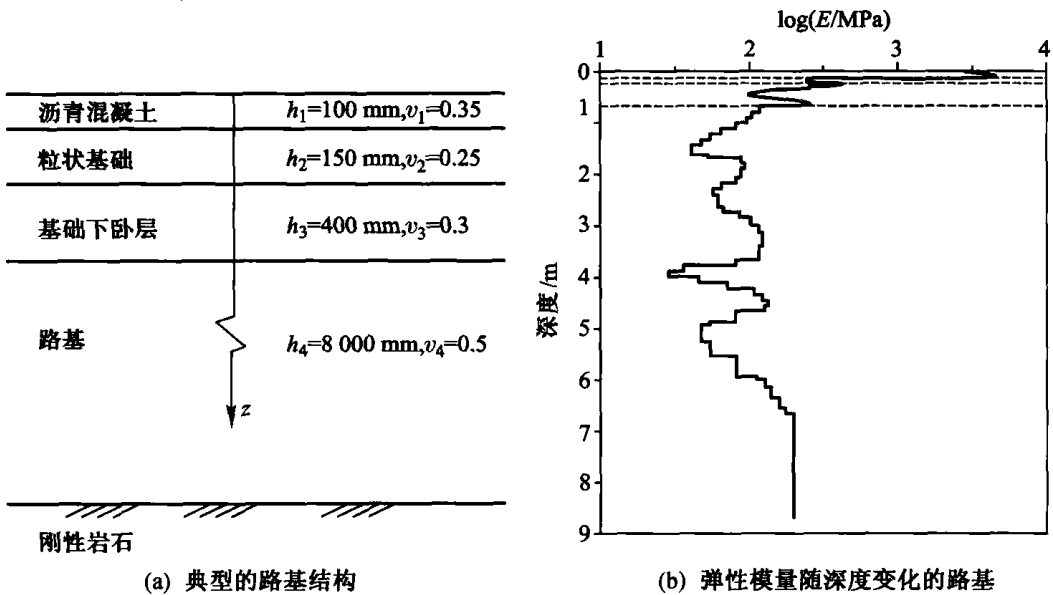 沥青混凝土 h₁=100 mm,υ₁=0.35
粒状基础 h₂=150 mm,υ₂=0.25
基础下卧层 h₃=400 mm,υ₃=0.3
路基 h₄=8 000 mm,υ₄=0.5
z
刚性岩石
(a) 典型的路基结构
log(E/MPa)
1 2 3 4
0
1
2
3
4
5
6
7
8
9
深度/m
(b) 弹性模量随深度变化的路基